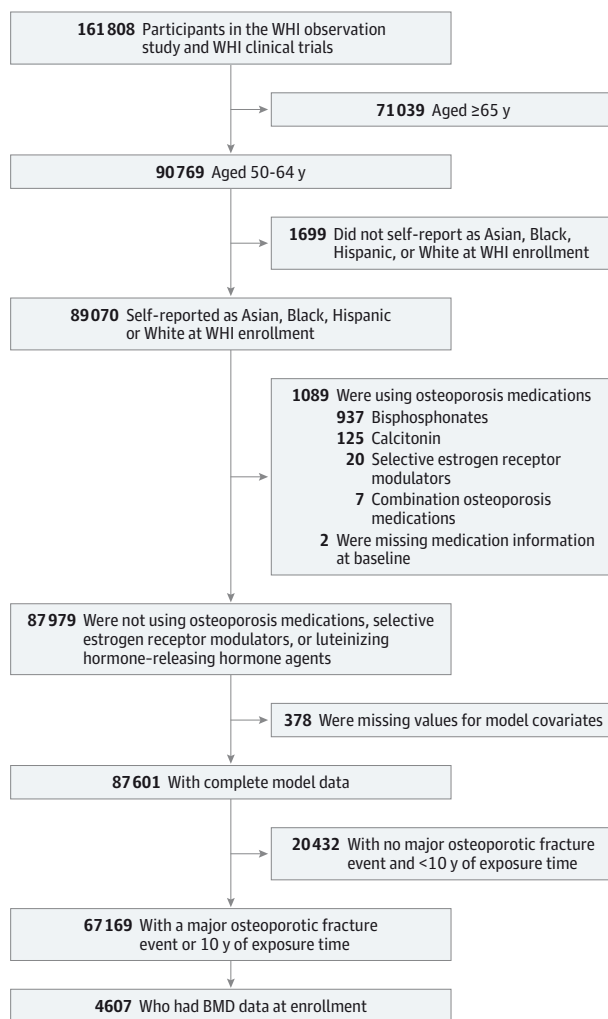 161808 Participants in the WHI observation
study and WHI clinical trials
71039 Aged ≥65 y
90769 Aged 50-64 y
1699 Did not self-report as Asian, Black,
Hispanic, or White at WHI enrollment
89070 Self-reported as Asian, Black, Hispanic
or White at WHI enrollment
1089 Were using osteoporosis medications
937 Bisphosphonates
125 Calcitonin
20 Selective estrogen receptor
modulators
7 Combination osteoporosis
medications
2 Were missing medication information
at baseline
87979 Were not using osteoporosis medications, selective
estrogen receptor modulators, or luteinizing
hormone-releasing hormone agents
378 Were missing values for model covariates
87601 With complete model data
20432 With no major osteoporotic fracture
event and <10 y of exposure time
67169 With a major osteoporotic fracture
event or 10 y of exposure time
4607 Who had BMD data at enrollment